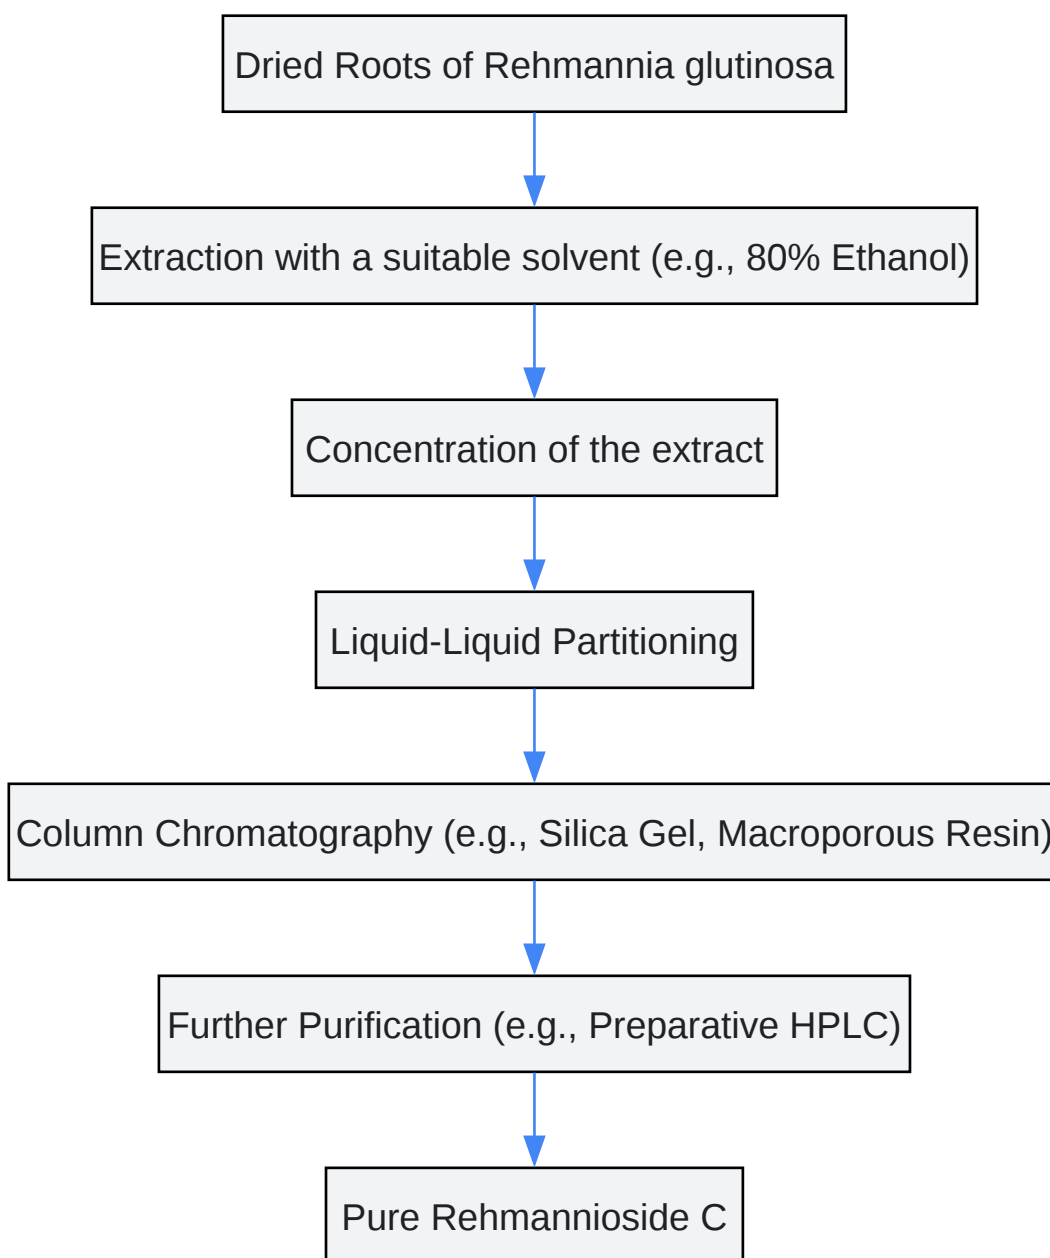 Dried Roots of Rehmannia glutinosa
Extraction with a suitable solvent (e.g., 80% Ethanol)
Concentration of the extract
Liquid-Liquid Partitioning
Column Chromatography (e.g., Silica Gel, Macroporous Resin)
Further Purification (e.g., Preparative HPLC)
Pure Rehmannioside C